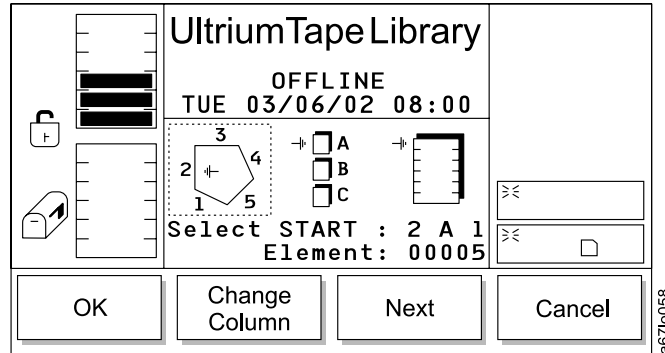 UltriumTape Library
OFFLINE
TUE 03/06/02 08:00
3
2
4
1
5
A
B
C
Select START : 2 A 1
Element: 00005
OK
Change
Column
Next
Cancel
a67lo058